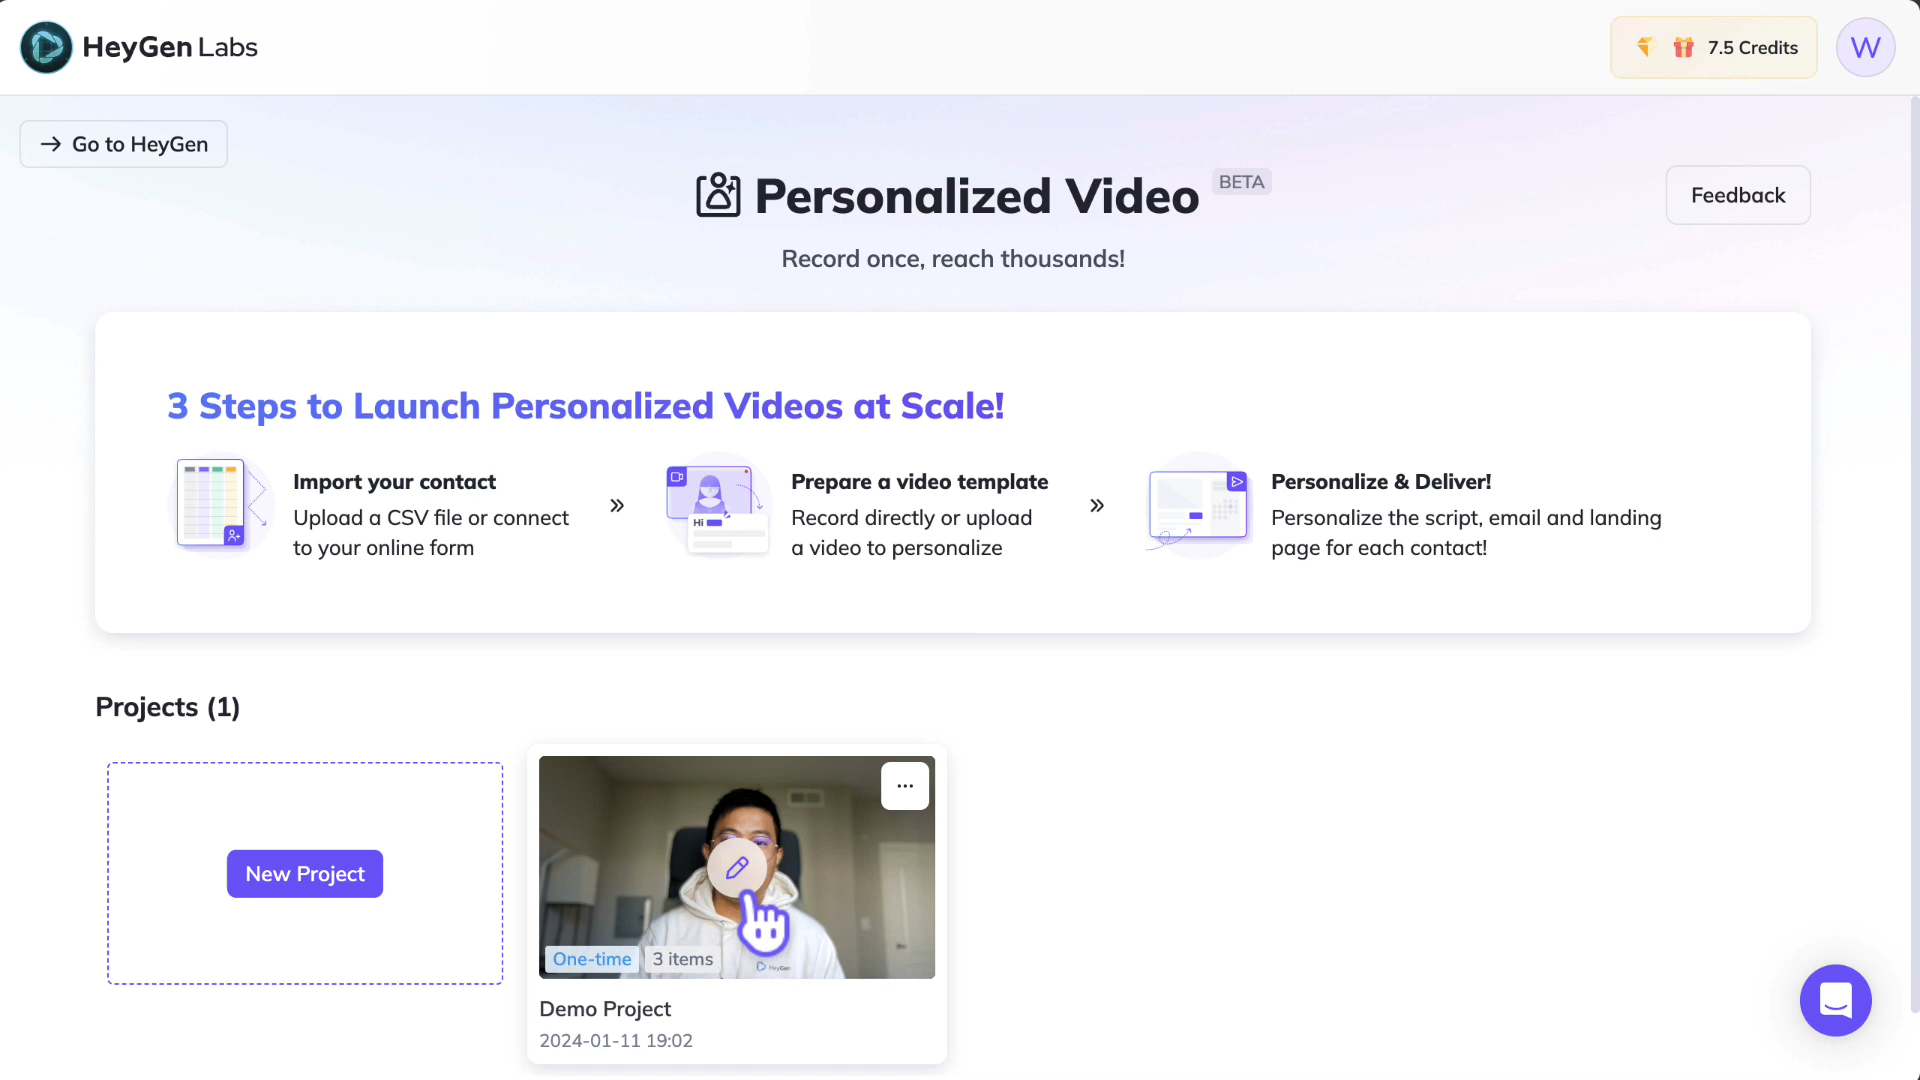 HeyGen Labs
7.5 Credits
W
Go to HeyGen
Personalized Video
BETA
Feedback
Record once, reach thousands!
3 Steps to Launch Personalized Videos at Scale!
Import your contact
Upload a CSV file or connect
to your online form
Hi
Prepare a video template
Record directly or upload
a video to personalize
Personalize & Deliver!
Personalize the script, email and landing
page for each contact!
Projects (1)
New Project
One-time
3 items
HeyGen
Demo Project
2024-01-11 19:02